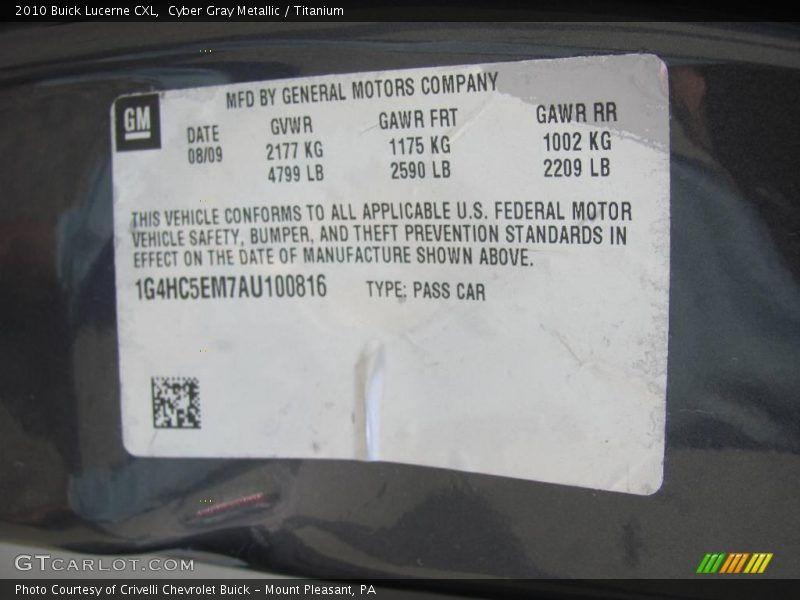 2010 Buick Lucerne CXL,  Cyber Gray Metallic / Titanium
MFD BY GENERAL MOTORS COMPANY
GM
DATE GVWR GAWR FRT GAWR RR
08/09 2177 KG 1175 KG 1002 KG
4799 LB 2590 LB 2209 LB
THIS VEHICLE CONFORMS TO ALL APPLICABLE U.S. FEDERAL MOTOR
VEHICLE SAFETY, BUMPER, AND THEFT PREVENTION STANDARDS IN
EFFECT ON THE DATE OF MANUFACTURE SHOWN ABOVE.
1G4HC5EM7AU100816 TYPE: PASS CAR
GTCARLOT.COM
Photo Courtesy of Crivelli Chevrolet Buick - Mount Pleasant, PA